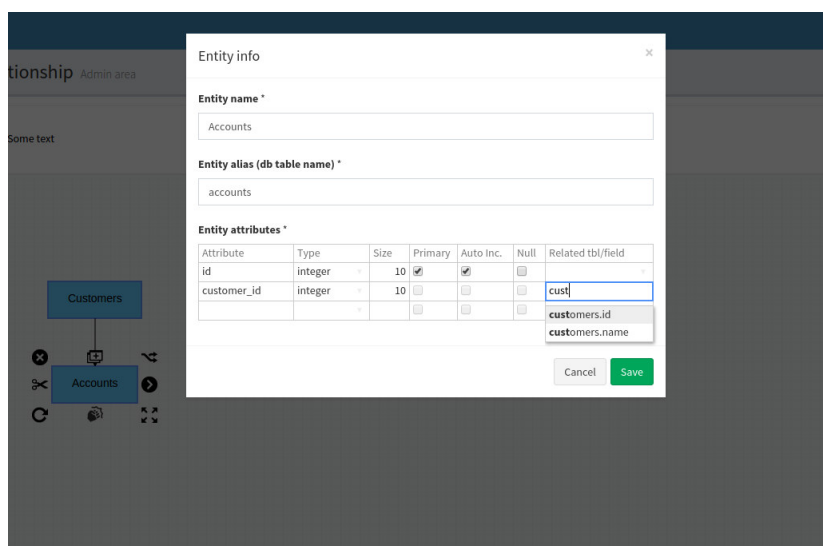 Entity info ×
tionship Admin area
Entity name *
Accounts
Some text
Entity alias (db table name) *
accounts
Entity attributes *
Attribute Type Size Primary Auto Inc. Null Related tbl/field
id integer 10
customer_id integer 10 cust
customers.id
customers.name
Customers
Accounts
Cancel Save